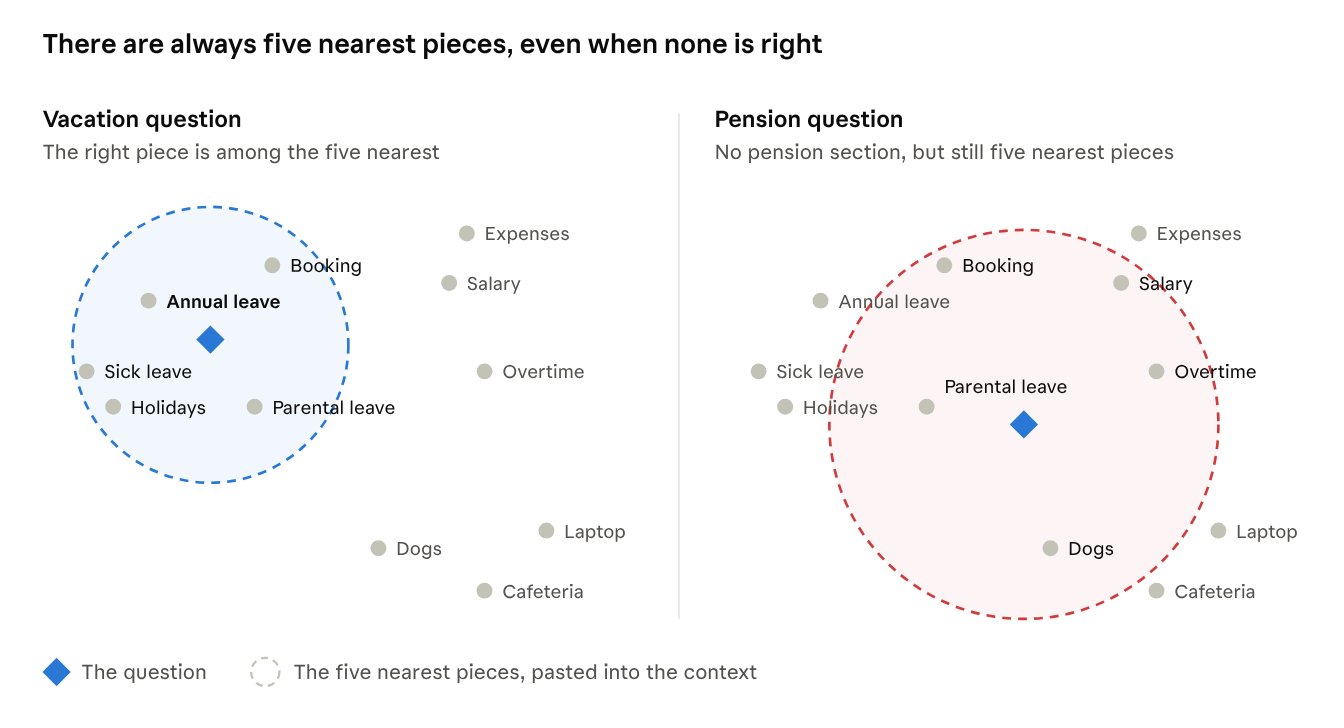 There are always five nearest pieces, even when none is right
Vacation question
The right piece is among the five nearest
Expenses
Booking
Salary
Annual leave
Sick leave
Overtime
Holidays
Parental leave
Laptop
Dogs
Cafeteria
Pension question
No pension section, but still five nearest pieces
Expenses
Booking
Salary
Annual leave
Sick leave
Overtime
Parental leave
Holidays
Laptop
Dogs
Cafeteria
The question
The five nearest pieces, pasted into the context